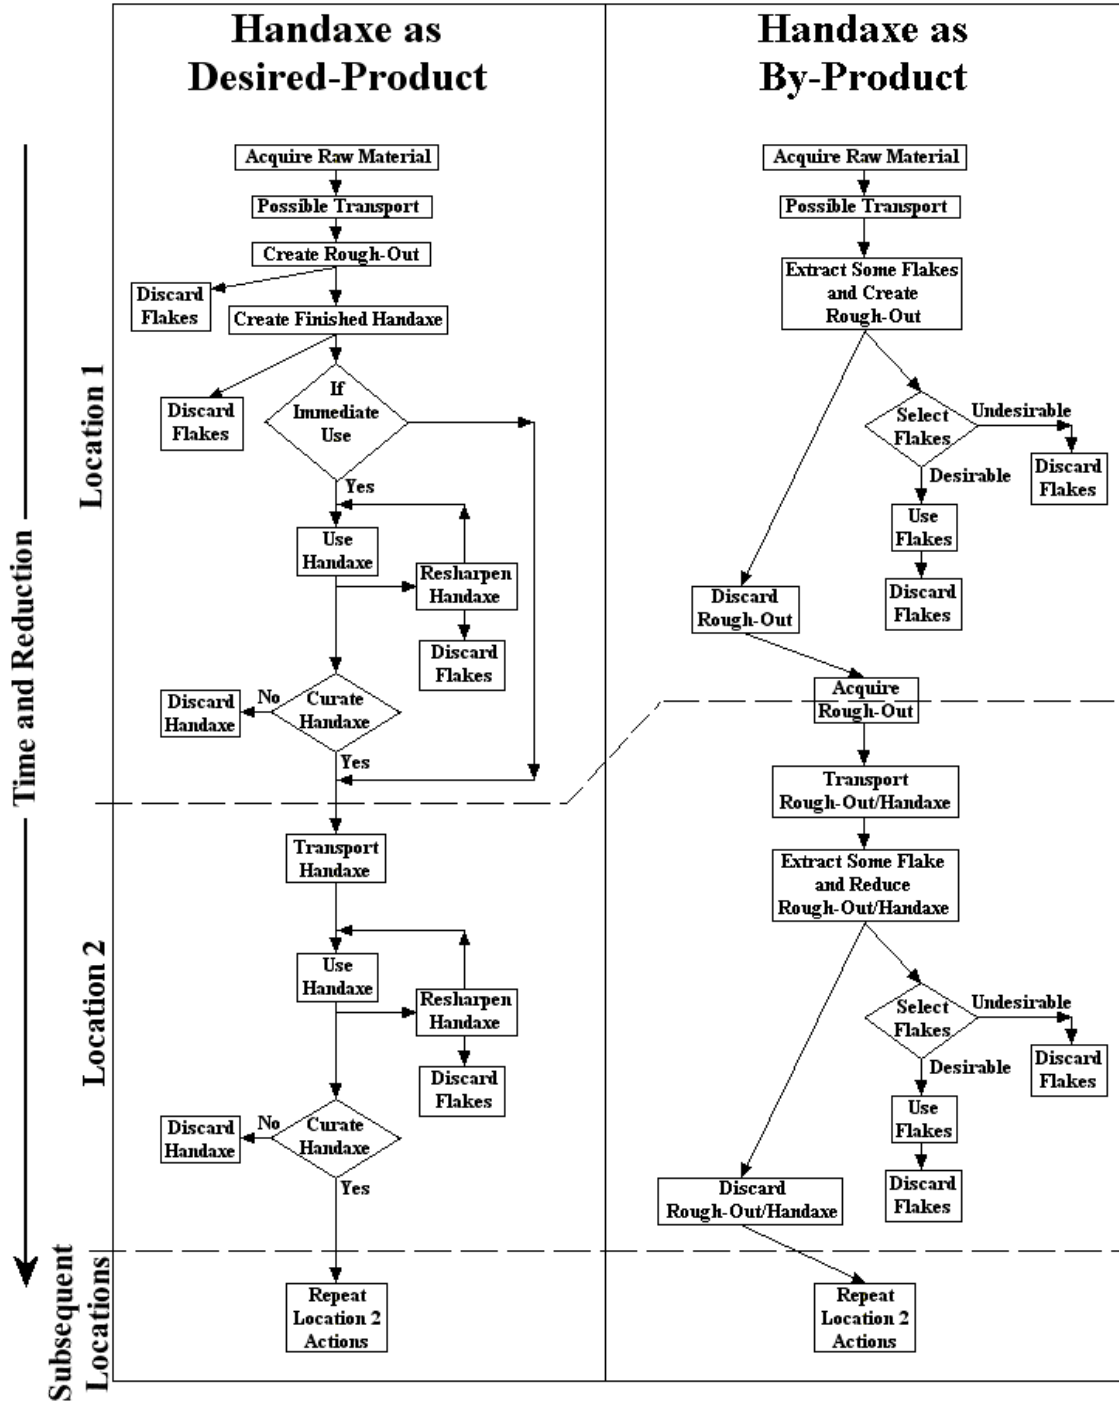 Handaxe as
Desired-Product
Handaxe as
By-Product
Time and Reduction
Location 1
Location 2
Subsequent
Locations
Acquire Raw Material
Possible Transport
Create Rough-Out
Discard
Flakes
Create Finished Handaxe
Discard
Flakes
If
Immediate
Use
Yes
Use
Handaxe
Resharpen
Handaxe
Discard
Flakes
Curate
Handaxe
No
Discard
Handaxe
Yes
Transport
Handaxe
Use
Handaxe
Resharpen
Handaxe
Discard
Flakes
Curate
Handaxe
No
Discard
Handaxe
Yes
Repeat
Location 2
Actions
Acquire Raw Material
Possible Transport
Extract Some Flakes
and Create
Rough-Out
Select
Flakes
Undesirable
Discard
Flakes
Desirable
Use
Flakes
Discard
Flakes
Discard
Rough-Out
Acquire
Rough-Out
Transport
Rough-Out/Handaxe
Extract Some Flake
and Reduce
Rough-Out/Handaxe
Select
Flakes
Undesirable
Discard
Flakes
Desirable
Use
Flakes
Discard
Flakes
Discard
Rough-Out/Handaxe
Repeat
Location 2
Actions